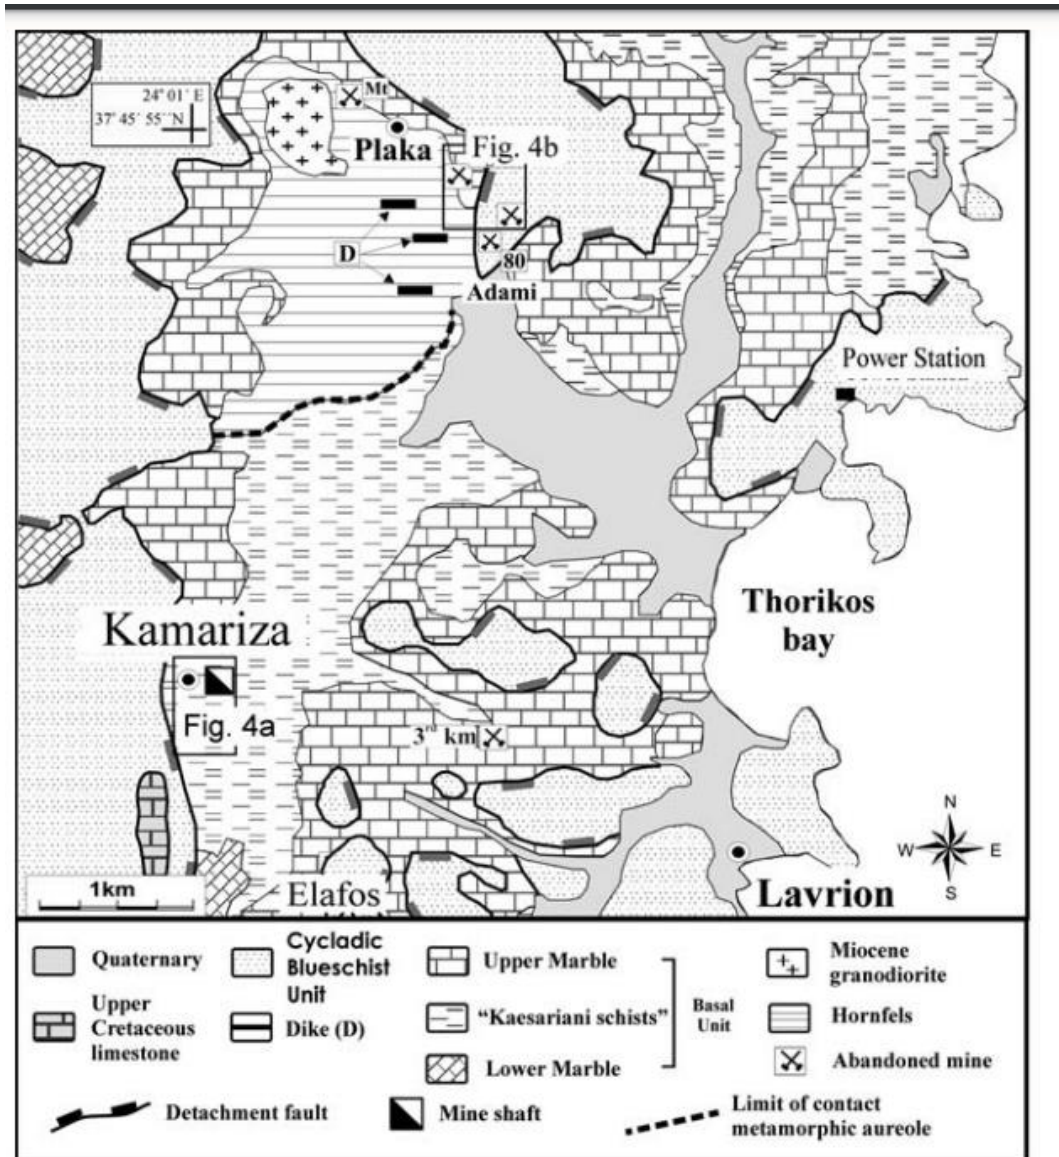 24° 01´ E
37° 45´ 55˝ N
Mt
Plaka
Fig. 4b
D
80
Adami
Power Station
Thorikos
bay
Kamariza
Fig. 4a
3rd km
N
W
E
S
1km
Elafos
Lavrion
Quaternary
Cycladic
Blueschist
Unit
Upper Marble
Miocene
granodiorite
Upper
Cretaceous
limestone
Dike (D)
"Kaesariani schists"
Basal
Unit
Hornfels
Lower Marble
Abandoned mine
Detachment fault
Mine shaft
Limit of contact
metamorphic aureole